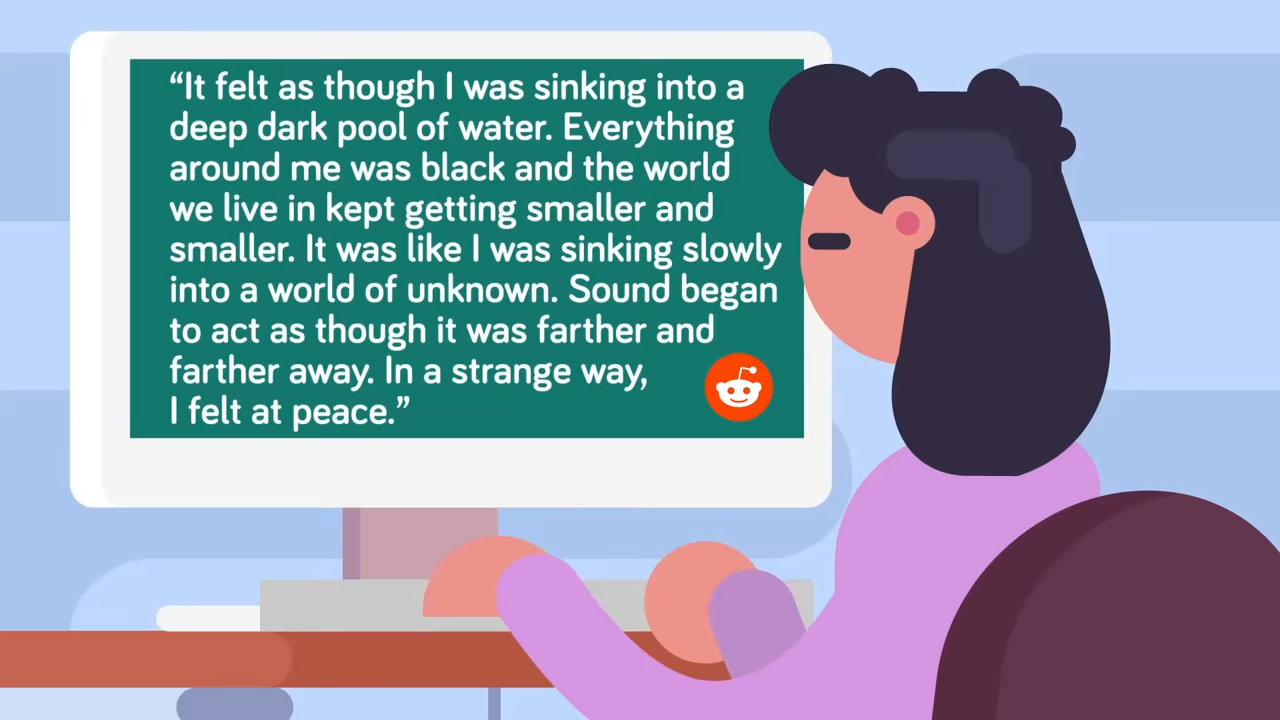 “It felt as though I was sinking into a
deep dark pool of water. Everything
around me was black and the world
we live in kept getting smaller and
smaller. It was like I was sinking slowly
into a world of unknown. Sound began
to act as though it was farther and
farther away. In a strange way,
I felt at peace.”